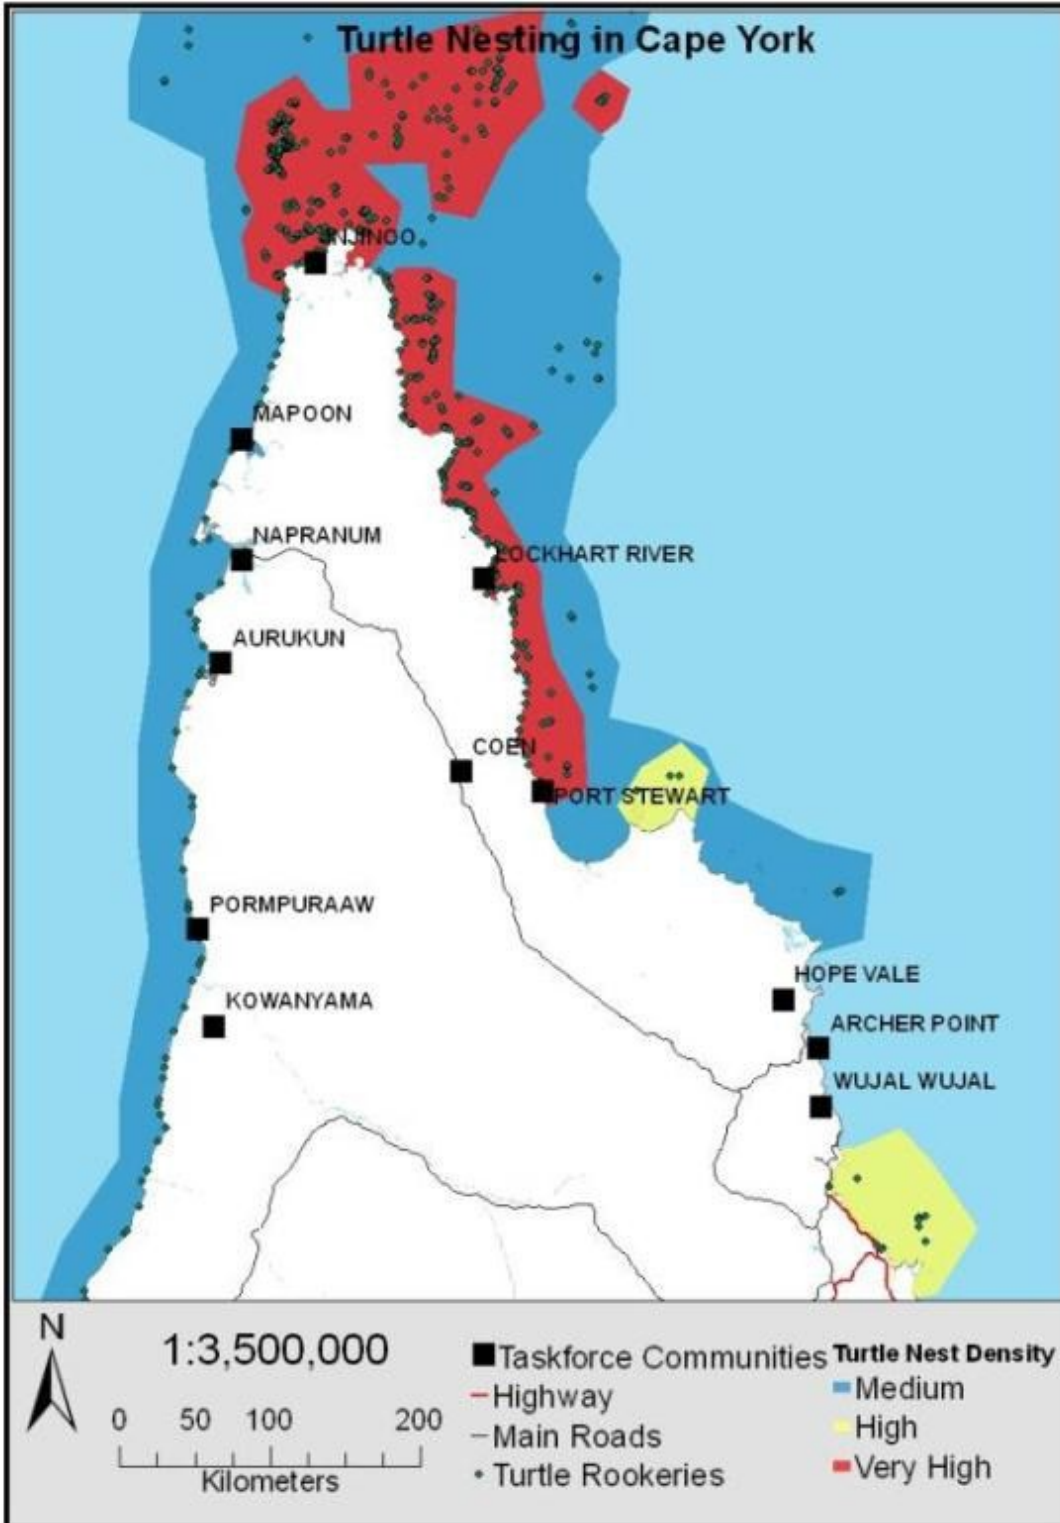 Turtle Nesting in Cape York
INJINOO
MAPOON
NAPRANUM
LOCKHART RIVER
AURUKUN
COEN
PORT STEWART
PORMPURAAW
HOPE VALE
KOWANYAMA
ARCHER POINT
WUJAL WUJAL
N
1:3,500,000
0 50 100 200
Kilometers
Taskforce Communities
Highway
Main Roads
Turtle Rookeries
Turtle Nest Density
Medium
High
Very High